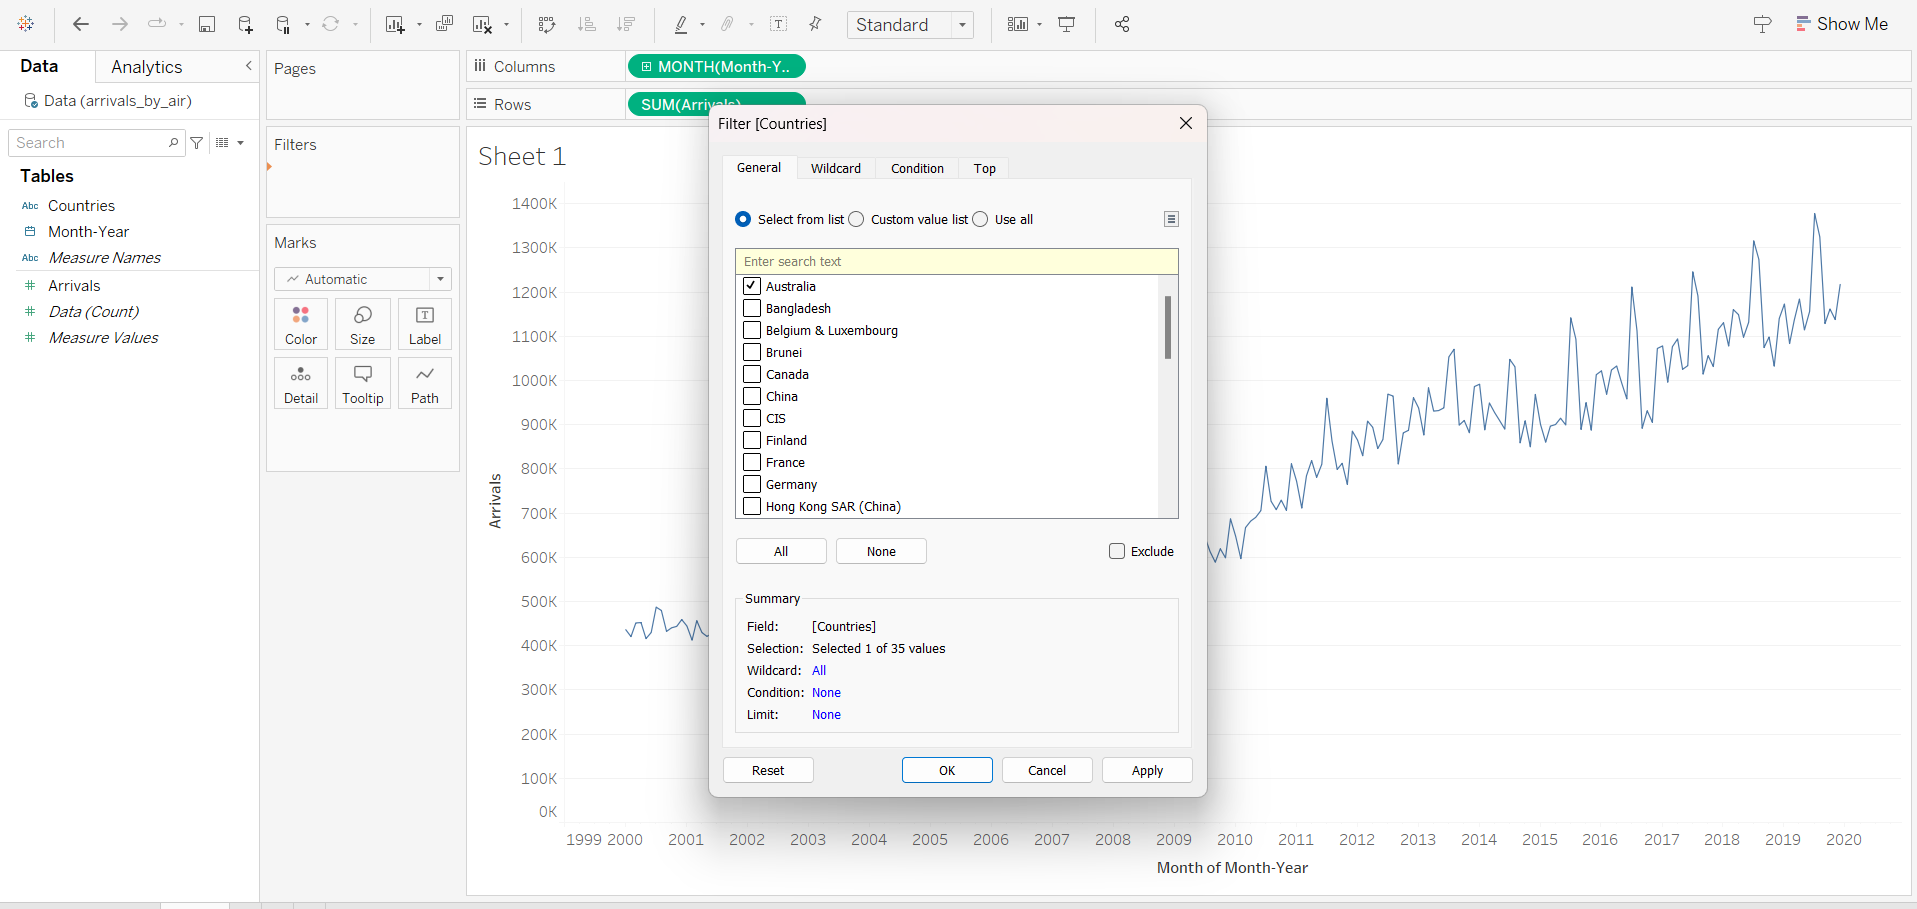 Standard
Show Me
Data
Analytics
Data (arrivals_by_air)
Search
Tables
Abc Countries
Month-Year
Abc Measure Names
# Arrivals
# Data (Count)
# Measure Values
Pages
Filters
Marks
Automatic
Color
Size
Label
Detail
Tooltip
Path
Columns
MONTH(Month-Y..
Rows
SUM(Arrivals)
Sheet 1
1400K
1300K
1200K
1100K
1000K
900K
800K
700K
600K
500K
400K
300K
200K
100K
0K
Arrivals
1999 2000 2001 2002 2003 2004 2005 2006 2007 2008 2009 2010 2011 2012 2013 2014 2015 2016 2017 2018 2019 2020
Month of Month-Year
Filter [Countries]
General
Wildcard
Condition
Top
Select from list
Custom value list
Use all
Enter search text
Australia
Bangladesh
Belgium & Luxembourg
Brunei
Canada
China
CIS
Finland
France
Germany
Hong Kong SAR (China)
All
None
Exclude
Summary
Field: [Countries]
Selection: Selected 1 of 35 values
Wildcard: All
Condition: None
Limit: None
Reset
OK
Cancel
Apply